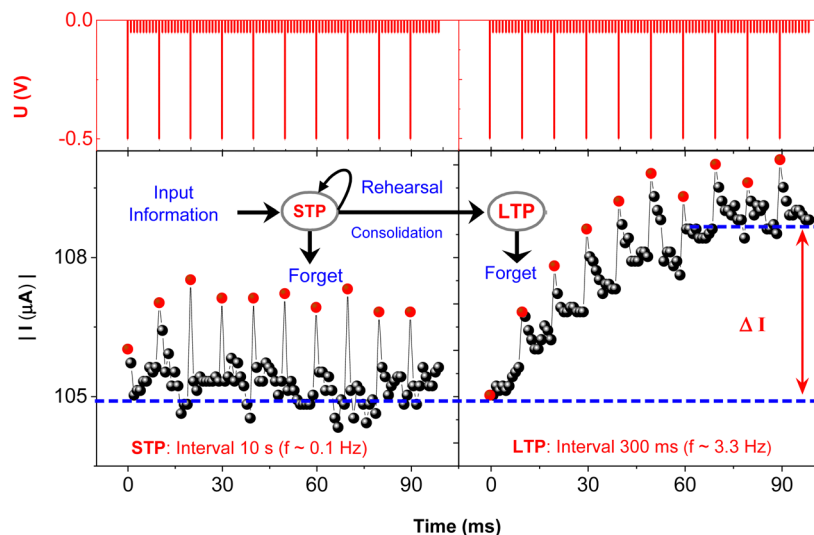 0.0
U (V)
-0.5
Input
Information
STP
Rehearsal
Consolidation
LTP
Forget
Forget
108
| I (μA) |
Δ I
105
STP: Interval 10 s (f ~ 0.1 Hz)
LTP: Interval 300 ms (f ~ 3.3 Hz)
0 30 60 90 0 30 60 90
Time (ms)